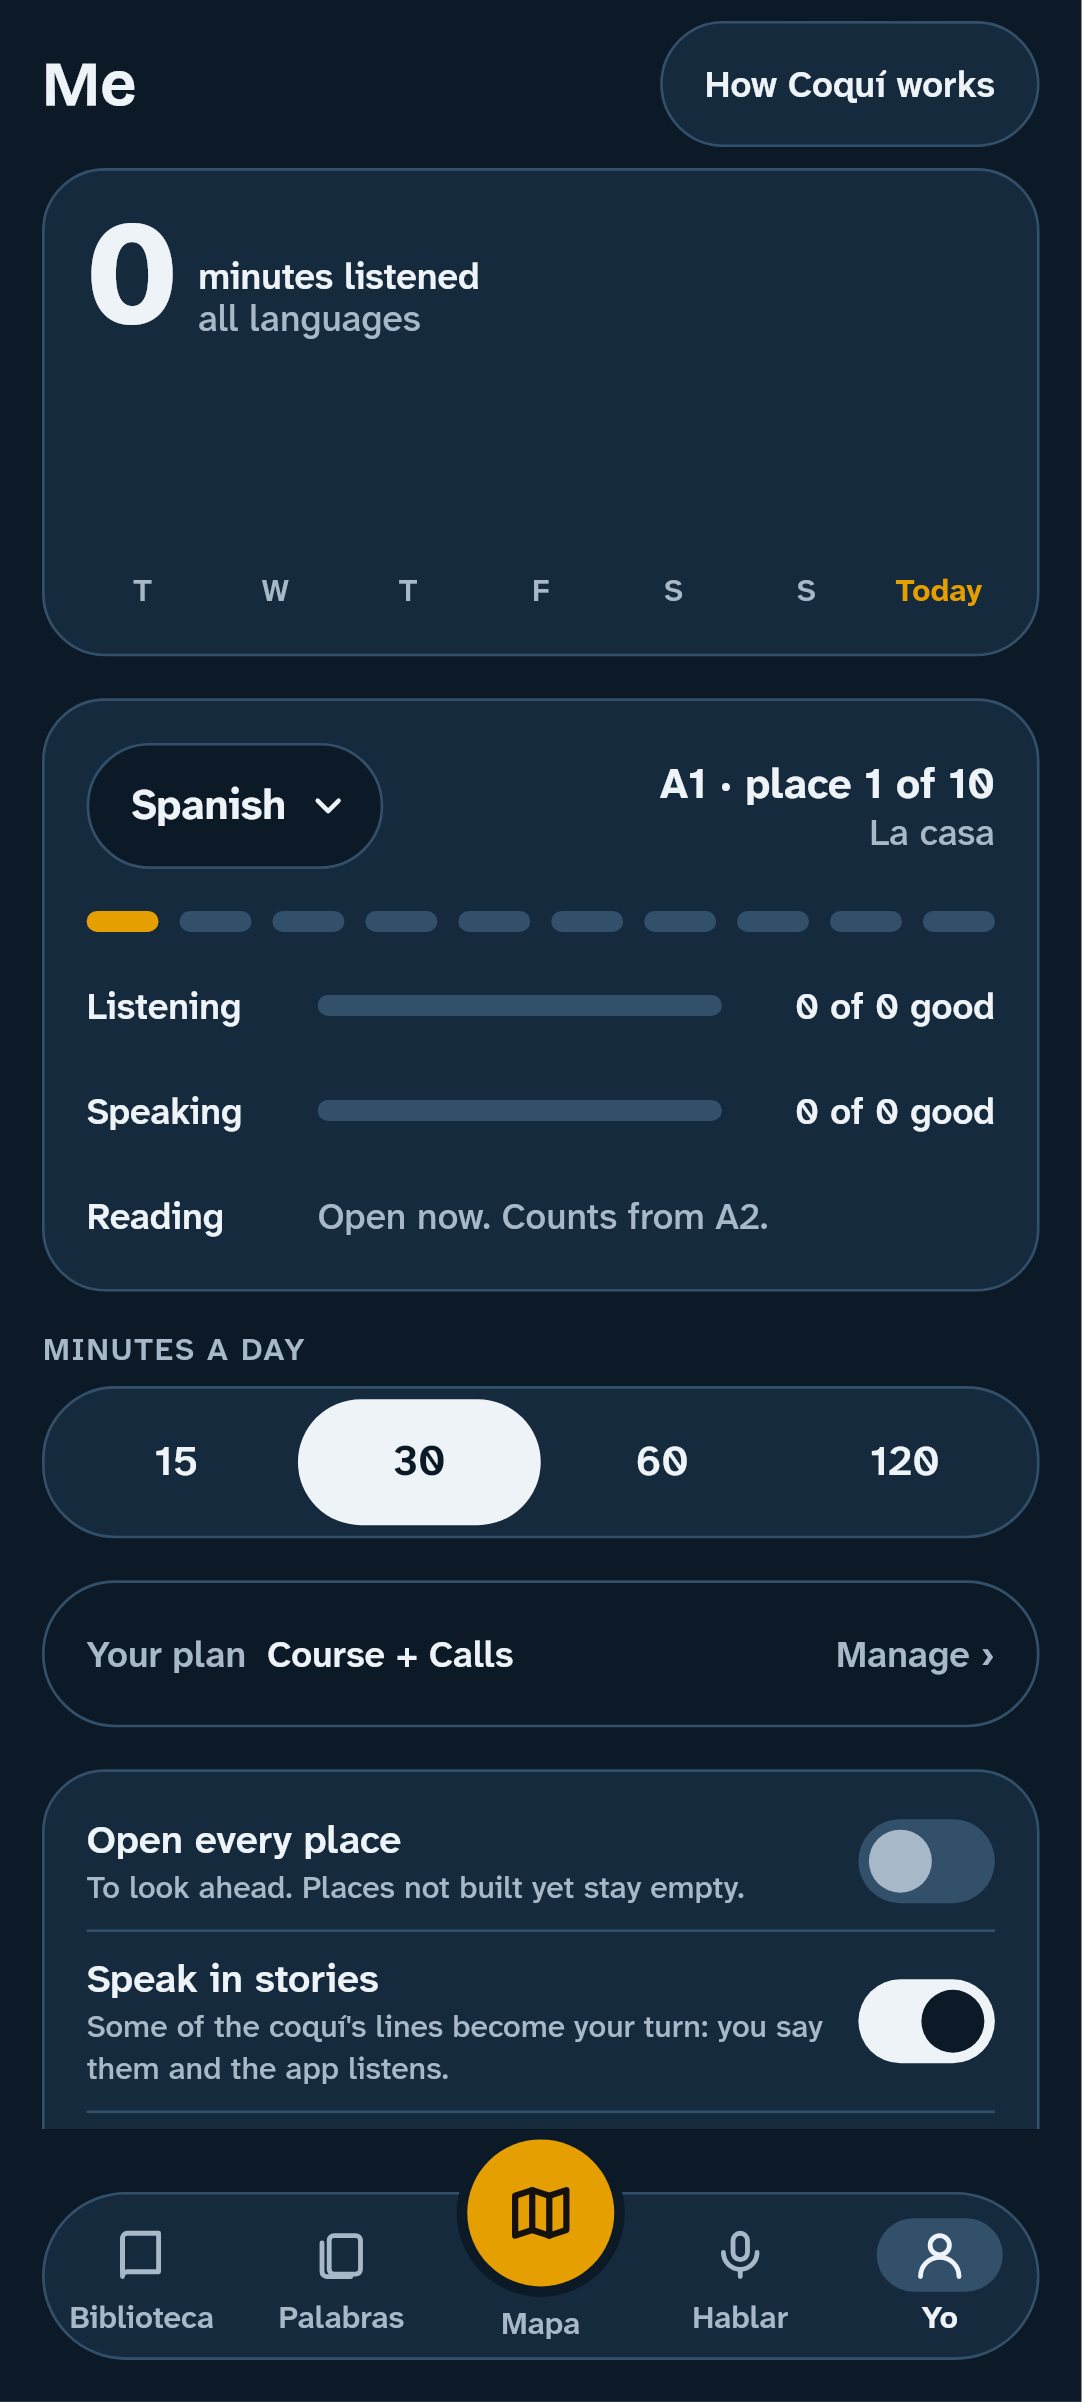 Me
How Coquí works
0 minutes listened
all languages
T W T F S S Today
Spanish
A1 · place 1 of 10
La casa
Listening 0 of 0 good
Speaking 0 of 0 good
Reading Open now. Counts from A2.
MINUTES A DAY
15 30 60 120
Your plan Course + Calls Manage ›
Open every place
To look ahead. Places not built yet stay empty.
Speak in stories
Some of the coquí's lines become your turn: you say
them and the app listens.
Biblioteca Palabras Mapa Hablar Yo